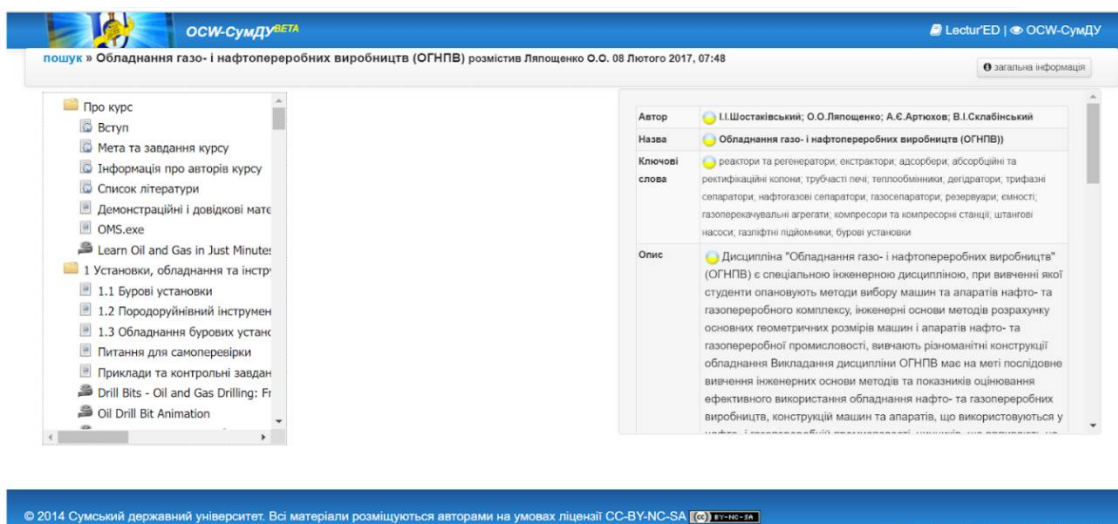 OCW-СумДУ BETA
Lectur'ED | OCW-СумДУ
пошук » Обладнання газо- і нафтопереробних виробництв (ОГНПВ) розмістив Ляпощенко О.О. 08 Лютого 2017, 07:48
загальна інформація
Про курс
Вступ
Мета та завдання курсу
Інформація про авторів курсу
Список літератури
Демонстраційні і довідкові мате
OMS.exe
Learn Oil and Gas in Just Minutes
1 Установки, обладнання та інстр
1.1 Бурові установки
1.2 Породоруйнівний інструмен
1.3 Обладнання бурових устано
Питання для самоперевірки
Приклади та контрольні завдан
Drill Bits - Oil and Gas Drilling: Fr
Oil Drill Bit Animation
Автор
І.І.Шостаківський; О.О.Ляпощенко; А.Є.Артюхов; В.І.Склабінський
Назва
Обладнання газо- і нафтопереробних виробництв (ОГНПВ))
Ключові слова
реактори та регенератори; екстрактори; адсорбери; абсорбційні та
ректифікаційні колони; трубчасті печі; теплообмінники; дегідратори; трифазні
сепаратори; нафтогазові сепаратори; газосепаратори; резервуари; ємності;
газоперекачувальні агрегати; компресори та компресорні станції; штангові
насоси; газліфтні підйомники; бурові установки
Опис
Дисципліна "Обладнання газо- і нафтопереробних виробництв"
(ОГНПВ) є спеціальною інженерною дисципліною, при вивченні якої
студенти опановують методи вибору машин та апаратів нафто- та
газопереробного комплексу, інженерні основи методів розрахунку
основних геометричних розмірів машин і апаратів нафто- та
газопереробної промисловості, вивчають різноманітні конструкції
обладнання Викладання дисципліни ОГНПВ має на меті послідовне
вивчення інженерних основи методів та показників оцінювання
ефективного використання обладнання нафто- та газопереробних
виробництв, конструкцій машин та апаратів, що використовуються у
© 2014 Сумський державний університет. Всі матеріали розміщуються авторами на умовах ліцензії CC-BY-NC-SA (cc) BY-NC-SA